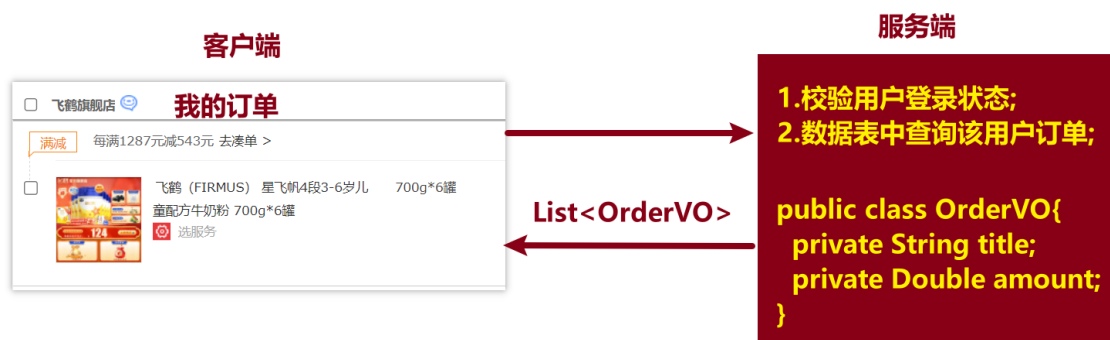 客户端
服务端
飞鹤旗舰店
我的订单
满减 每满1287元减543元 去凑单 >
飞鹤（FIRMUS） 星飞帆4段3-6岁儿 700g*6罐
童配方牛奶粉 700g*6罐
选服务
124
List<OrderVO>
1.校验用户登录状态;
2.数据表中查询该用户订单;
public class OrderVO{
private String title;
private Double amount;
}